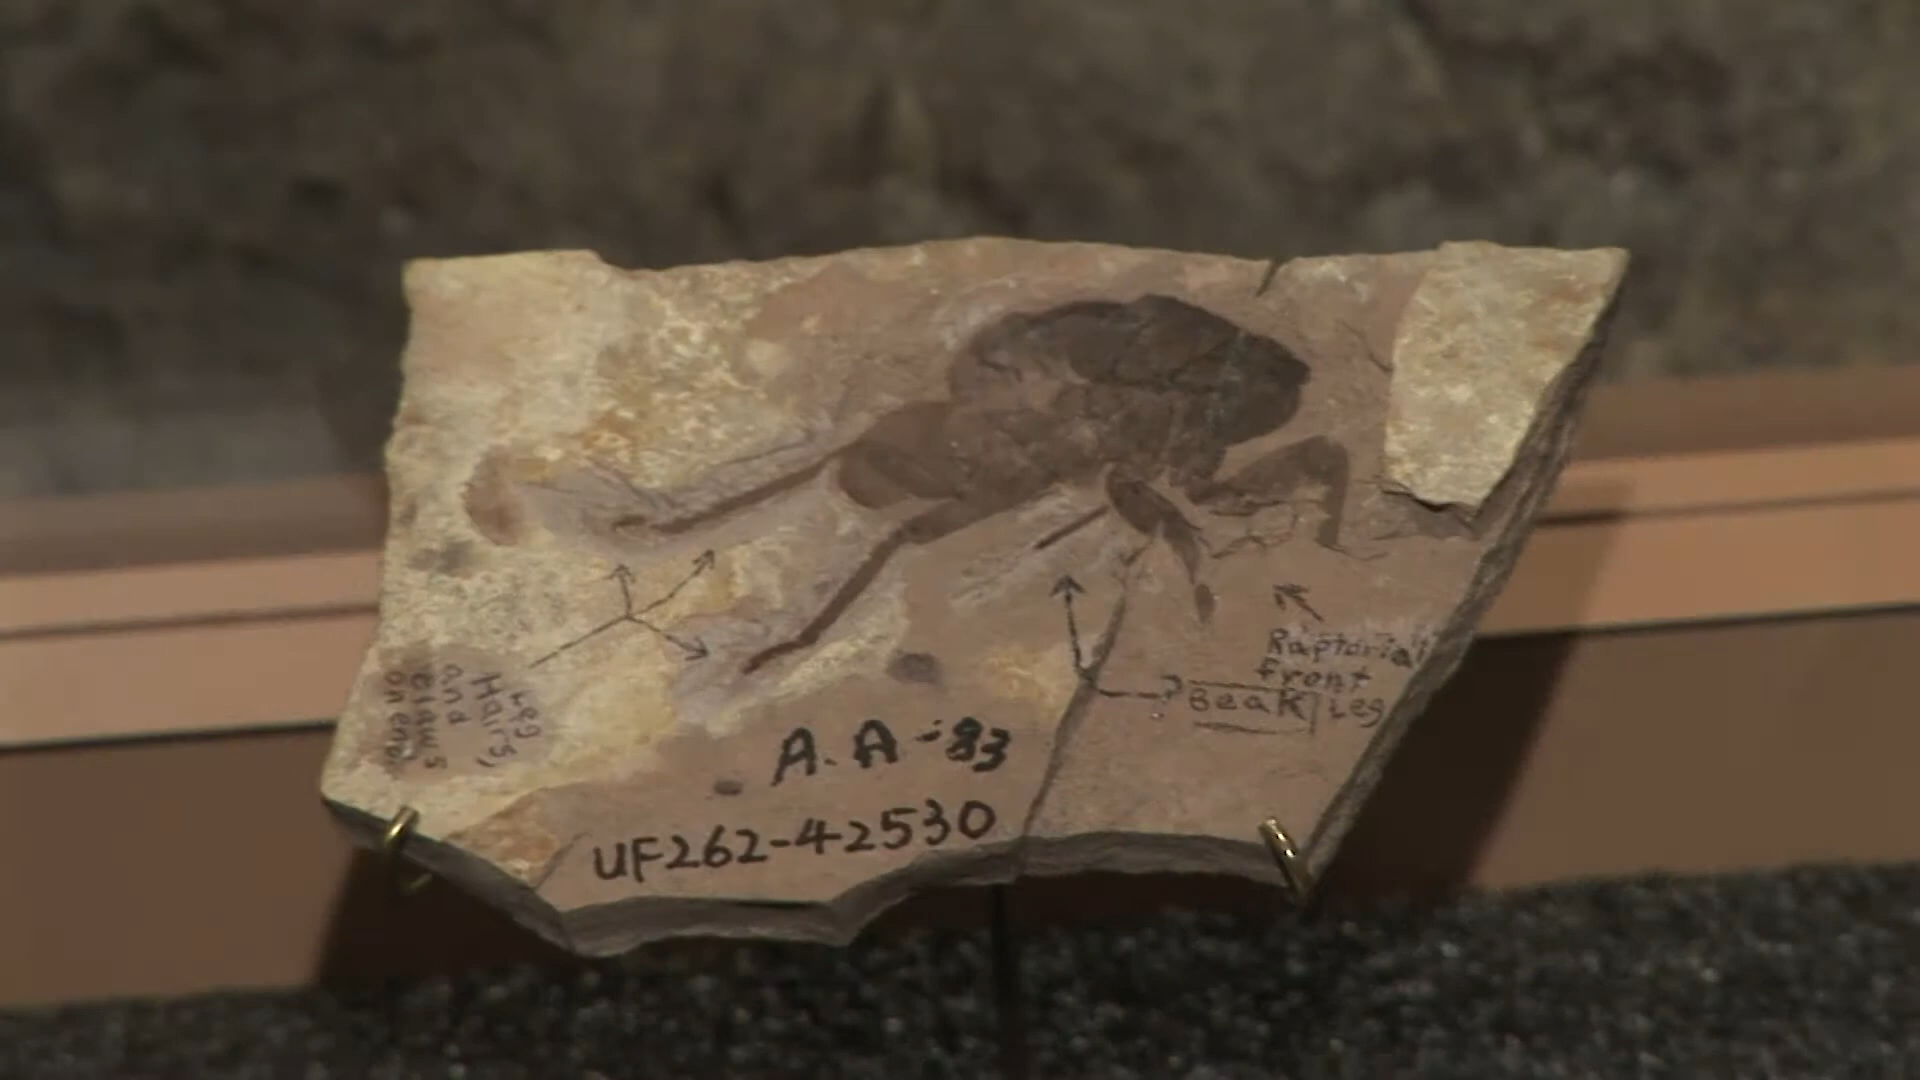 Leg
Hairs,
and
claws
on end
Raptorial
front
Leg
? Beak
A.A-83
UF262-42530